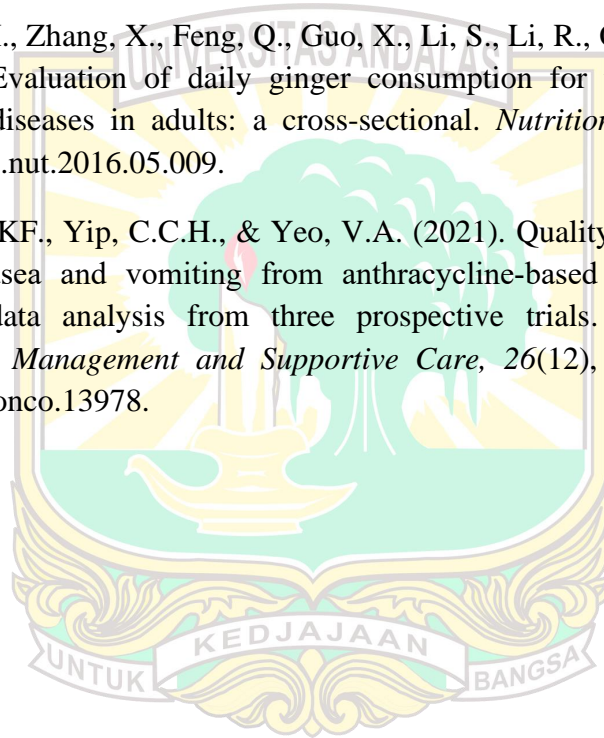 I., Zhang, X., Feng, Q., Guo, X., Li, S., Li, R.,
UNIVERSITAS ANDALAS
Evaluation of daily ginger consumption for
diseases in adults: a cross-sectional. Nutrition
.nut.2016.05.009.
KF., Yip, C.C.H., & Yeo, V.A. (2021). Quality
sea and vomiting from anthracycline-based
data analysis from three prospective trials.
Management and Supportive Care, 26(12),
onco.13978.
KEDJAJAAN
UNTUK BANGSA